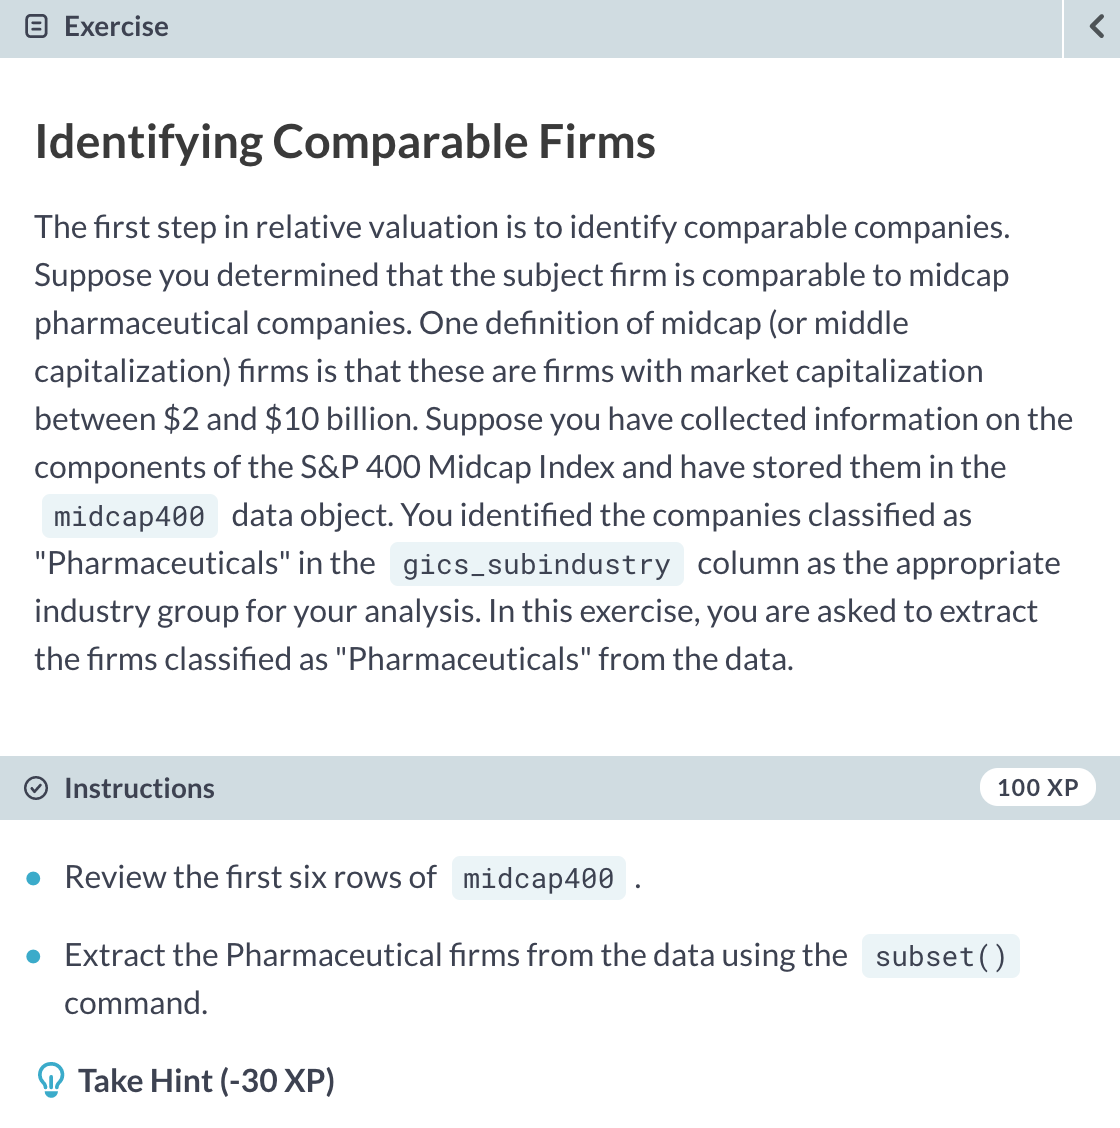 Exercise
Identifying Comparable Firms
The first step in relative valuation is to identify comparable companies.
Suppose you determined that the subject firm is comparable to midcap
pharmaceutical companies. One definition of midcap (or middle
capitalization) firms is that these are firms with market capitalization
between $2 and $10 billion. Suppose you have collected information on the
components of the S&P 400 Midcap Index and have stored them in the
midcap400 data object. You identified the companies classified as
"Pharmaceuticals" in the gics_subindustry column as the appropriate
industry group for your analysis. In this exercise, you are asked to extract
the firms classified as "Pharmaceuticals" from the data.
Instructions
100 XP
Review the first six rows of midcap400 .
Extract the Pharmaceutical firms from the data using the subset()
command.
Take Hint (-30 XP)